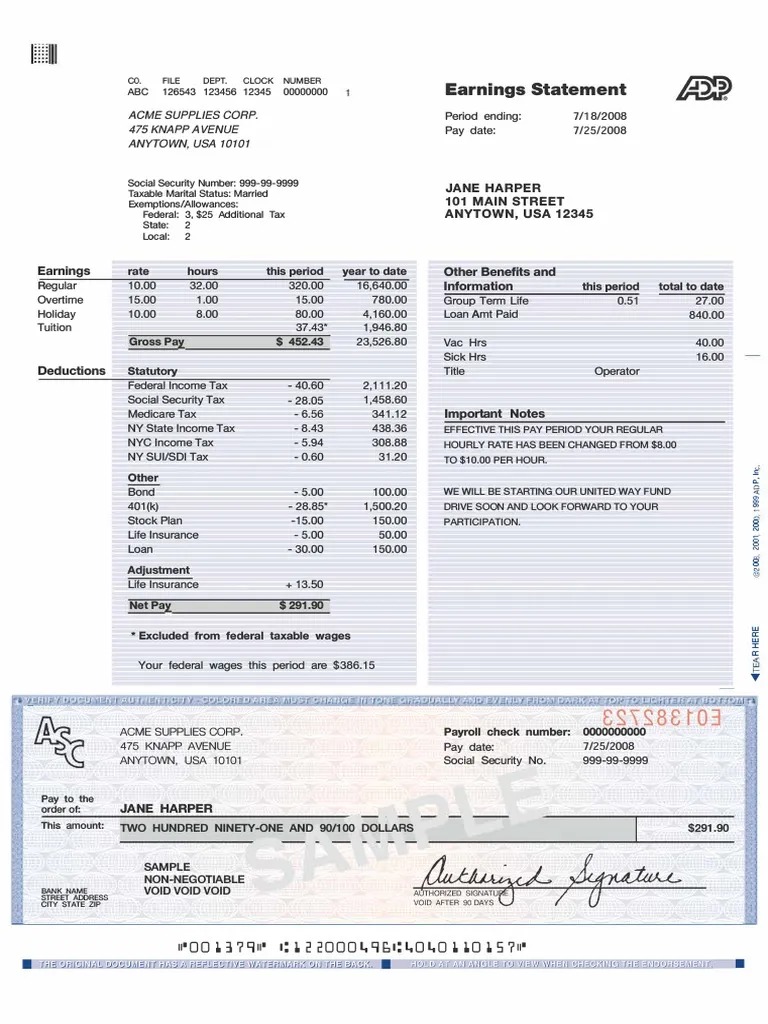 CO. FILE DEPT. CLOCK NUMBER
ABC 126543 123456 12345 00000000 1
ACME SUPPLIES CORP.
475 KNAPP AVENUE
ANYTOWN, USA 10101
Earnings Statement
ADP®
Period ending: 7/18/2008
Pay date: 7/25/2008
Social Security Number: 999-99-9999
Taxable Marital Status: Married
Exemptions/Allowances:
Federal: 3, $25 Additional Tax
State: 2
Local: 2
JANE HARPER
101 MAIN STREET
ANYTOWN, USA 12345
Earnings rate hours this period year to date
Regular 10.00 32.00 320.00 16,640.00
Overtime 15.00 1.00 15.00 780.00
Holiday 10.00 8.00 80.00 4,160.00
Tuition 37.43* 1,946.80
Gross Pay $ 452.43 23,526.80
Deductions Statutory
Federal Income Tax - 40.60 2,111.20
Social Security Tax - 28.05 1,458.60
Medicare Tax - 6.56 341.12
NY State Income Tax - 8.43 438.36
NYC Income Tax - 5.94 308.88
NY SUI/SDI Tax - 0.60 31.20
Other
Bond - 5.00 100.00
401(k) - 28.85* 1,500.20
Stock Plan -15.00 150.00
Life Insurance - 5.00 50.00
Loan - 30.00 150.00
Adjustment
Life Insurance + 13.50
Net Pay $ 291.90
* Excluded from federal taxable wages
Your federal wages this period are $386.15
Other Benefits and
Information this period total to date
Group Term Life 0.51 27.00
Loan Amt Paid 840.00
Vac Hrs 40.00
Sick Hrs 16.00
Title Operator
Important Notes
EFFECTIVE THIS PAY PERIOD YOUR REGULAR
HOURLY RATE HAS BEEN CHANGED FROM $8.00
TO $10.00 PER HOUR.
WE WILL BE STARTING OUR UNITED WAY FUND
DRIVE SOON AND LOOK FORWARD TO YOUR
PARTICIPATION.
TEAR HERE
VERIFY DOCUMENT AUTHENTICITY - COLORED AREA MUST CHANGE IN TONE GRADUALLY AND EVENLY FROM DARK AT TOP TO LIGHTER AT BOTTOM
E01382723
ASC
ACME SUPPLIES CORP.
475 KNAPP AVENUE
ANYTOWN, USA 10101
Payroll check number: 0000000000
Pay date: 7/25/2008
Social Security No. 999-99-9999
Pay to the
order of: JANE HARPER
This amount: TWO HUNDRED NINETY-ONE AND 90/100 DOLLARS $291.90
SAMPLE
SAMPLE
NON-NEGOTIABLE
VOID VOID VOID
BANK NAME
STREET ADDRESS
CITY STATE ZIP
Authorized Signature
AUTHORIZED SIGNATURE
VOID AFTER 90 DAYS
⑈001379⑈ ⑆122000496⑆4040110157⑈
THE ORIGINAL DOCUMENT HAS A REFLECTIVE WATERMARK ON THE BACK.
HOLD AT AN ANGLE TO VIEW WHEN CHECKING THE ENDORSEMENT.